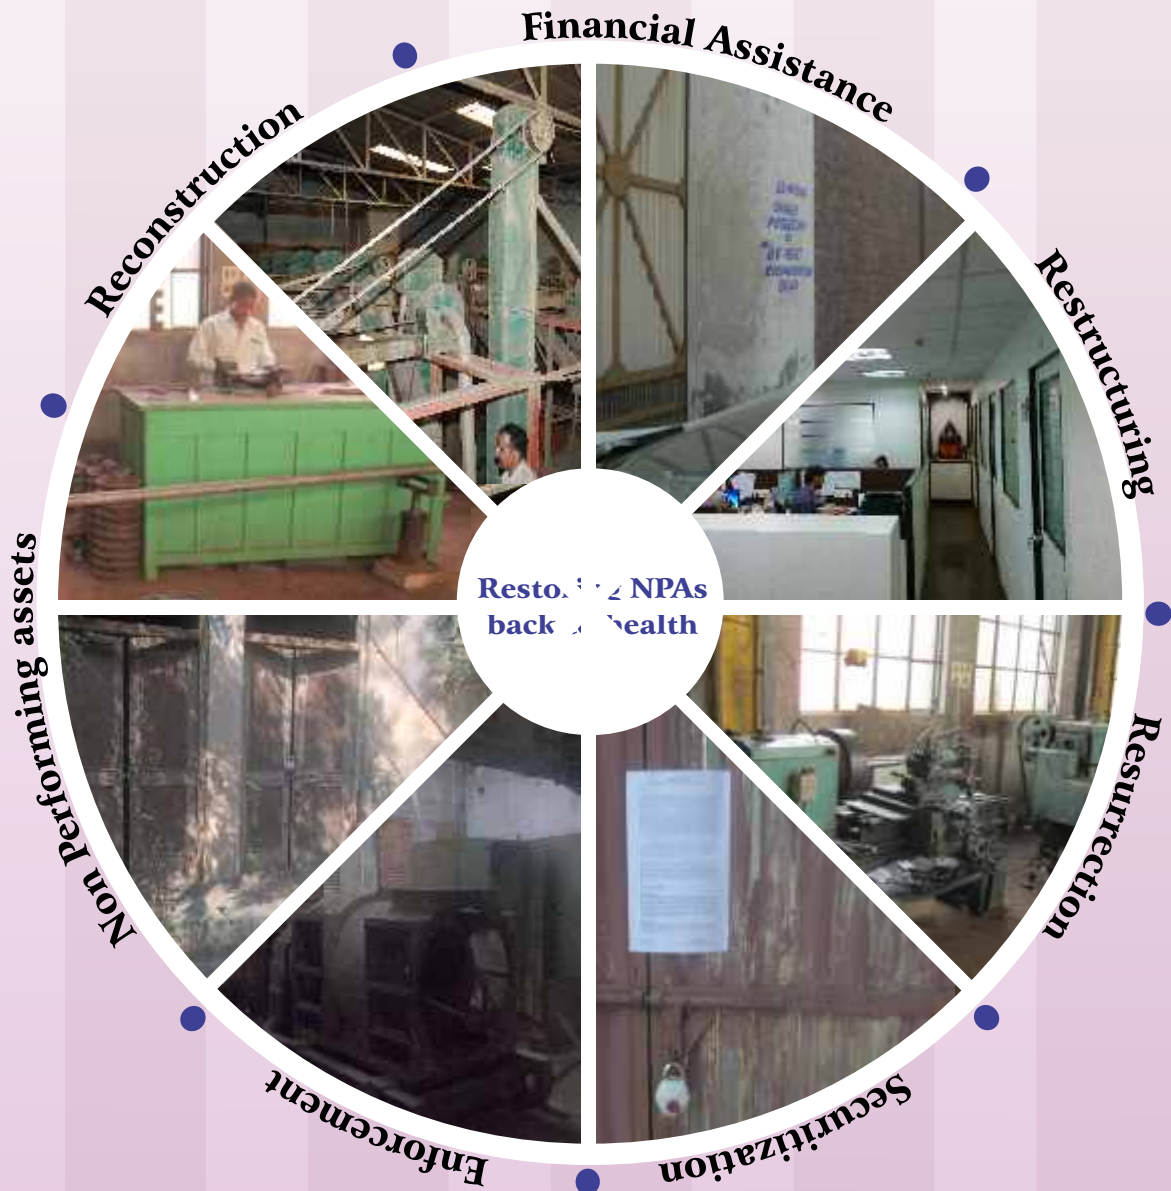 Financial Assistance
Restructuring
Resurrection
Securitization
Enforcement
Non Performing assets
Reconstruction
NPAs
back health